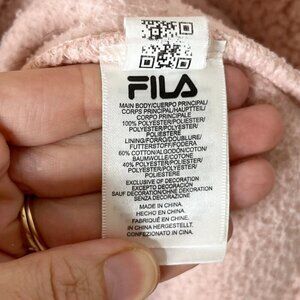 FILA
MAIN BODY/CUERPO PRINCIPAL/
CORPS PRINCIPAL/HAUPTTEIL/
CORPO PRINCIPALE
100% POLYESTER/POLIESTER/
POLYESTER/POLYESTER/
POLIESTERE
LINING/FORRO/DOUBLURE/
FUTTERSTOFF/FODERA
60% COTTON/ALGODÓN/COTON/
BAUMWOLLE/COTONE
40% POLYESTER/POLIESTER/
POLYESTER/POLYESTER/
POLIESTERE
EXCLUSIVE OF DECORATION
EXCEPTO DECORACIÓN
SAUF DÉCORATION/OHNE DEKORATION
SENZA DECORAZIONE
MADE IN CHINA.
HECHO EN CHINA.
FABRIQUÉ EN CHINE.
IN CHINA HERGESTELLT.
CONFEZIONATO IN CINA.